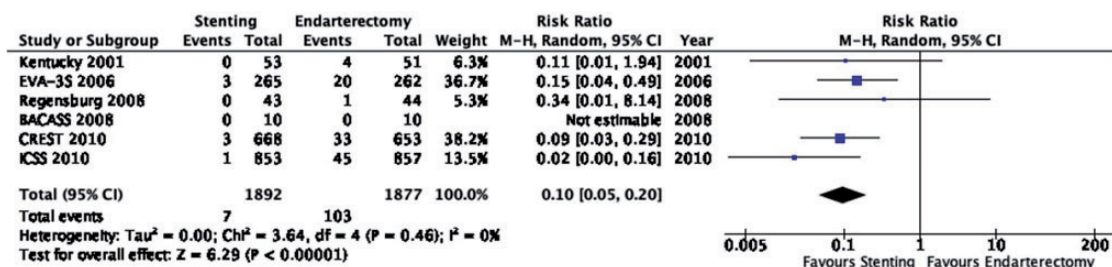 Stenting Endarterectomy Risk Ratio Risk Ratio
Study or Subgroup Events Total Events Total Weight M-H, Random, 95% CI Year M-H, Random, 95% CI
Kentucky 2001 0 53 4 51 6.3% 0.11 [0.01, 1.94] 2001
EVA-3S 2006 3 265 20 262 36.7% 0.15 [0.04, 0.49] 2006
Regensburg 2008 0 43 1 44 5.3% 0.34 [0.01, 8.14] 2008
BACASS 2008 0 10 0 10 Not estimable 2008
CREST 2010 3 668 33 653 38.2% 0.09 [0.03, 0.29] 2010
ICSS 2010 1 853 45 857 13.5% 0.02 [0.00, 0.16] 2010
Total (95% CI) 1892 1877 100.0% 0.10 [0.05, 0.20]
Total events 7 103
Heterogeneity: Tau² = 0.00; Chi² = 3.64, df = 4 (P = 0.46); I² = 0%
Test for overall effect: Z = 6.29 (P < 0.00001)
0.005 0.1 1 10 200
Favours Stenting Favours Endarterectomy